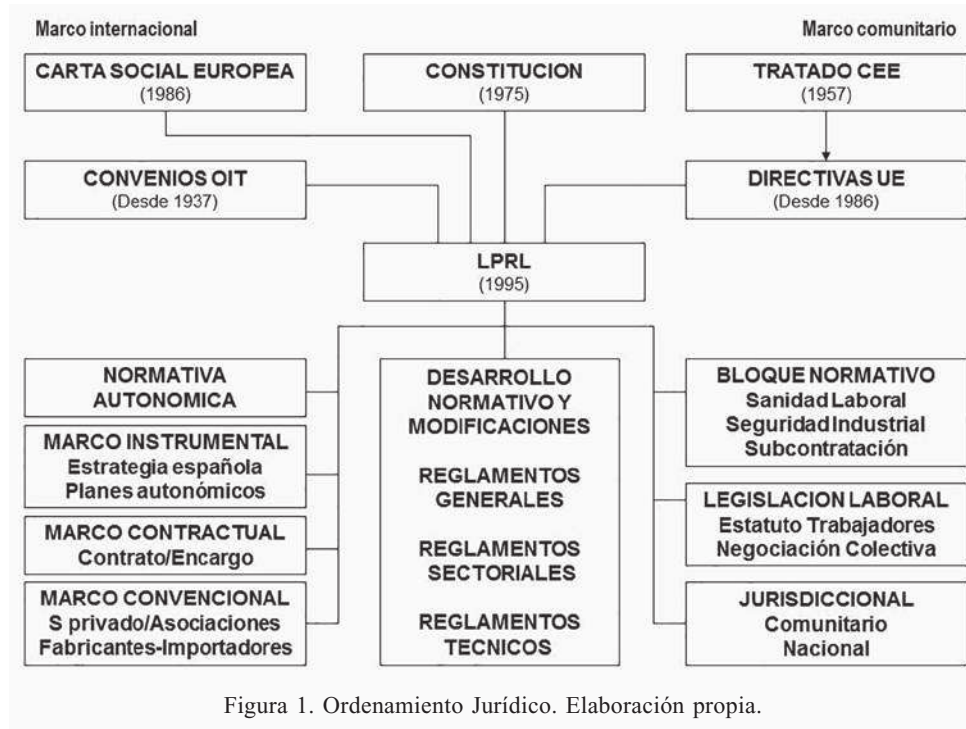 Marco internacional
Marco comunitario
CARTA SOCIAL EUROPEA
(1986)
CONSTITUCION
(1975)
TRATADO CEE
(1957)
CONVENIOS OIT
(Desde 1937)
DIRECTIVAS UE
(Desde 1986)
LPRL
(1995)
NORMATIVA
AUTONOMICA
MARCO INSTRUMENTAL
Estrategia española
Planes autonómicos
MARCO CONTRACTUAL
Contrato/Encargo
MARCO CONVENCIONAL
S privado/Asociaciones
Fabricantes-Importadores
DESARROLLO
NORMATIVO Y
MODIFICACIONES
REGLAMENTOS
GENERALES
REGLAMENTOS
SECTORIALES
REGLAMENTOS
TECNICOS
BLOQUE NORMATIVO
Sanidad Laboral
Seguridad Industrial
Subcontratación
LEGISLACION LABORAL
Estatuto Trabajadores
Negociación Colectiva
JURISDICCIONAL
Comunitario
Nacional
Figura 1. Ordenamiento Jurídico. Elaboración propia.